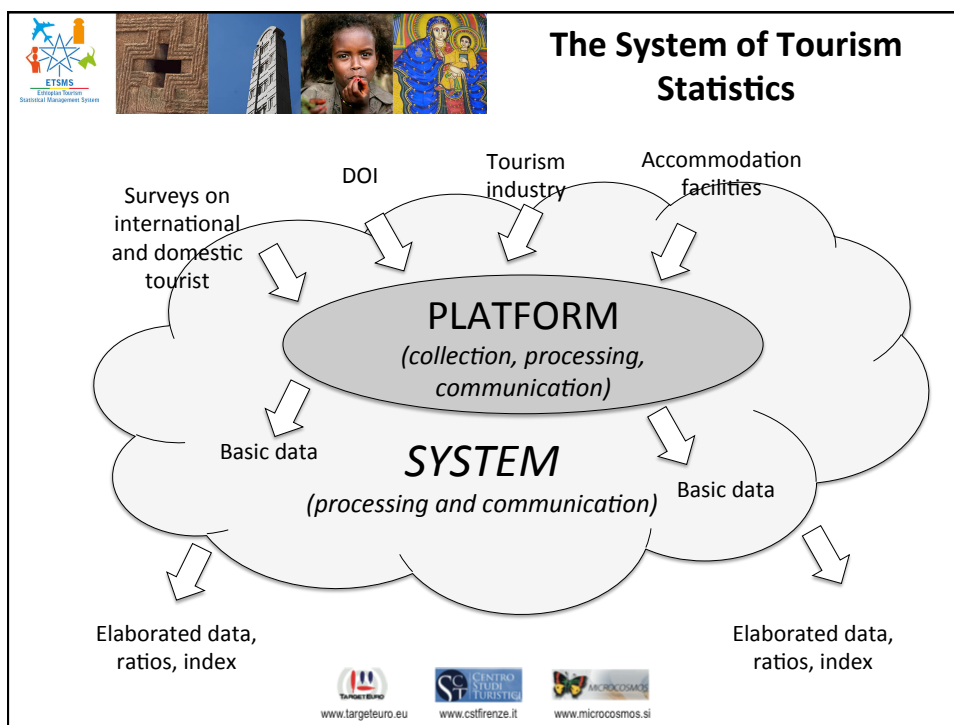 ETSMS
Ethiopian Tourism
Statistical Management System
The System of Tourism
Statistics
Surveys on
international
and domestic
tourist
DOI
Tourism
industry
Accommodation
facilities
PLATFORM
(collection, processing,
communication)
Basic data
SYSTEM
(processing and communication)
Basic data
Elaborated data,
ratios, index
Elaborated data,
ratios, index
TARGETEURO
www.targeteuro.eu
CST
CENTRO
STUDI
TURISTICI
www.cstfirenze.it
MICROCOSMOS
www.microcosmos.si